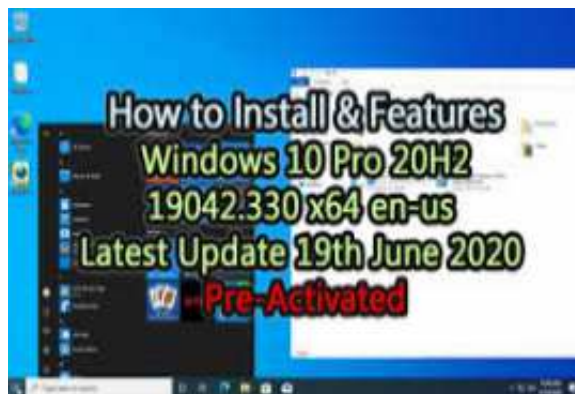 How to Install & Features
Windows 10 Pro 20H2
19042.330 x64 en-us
Latest Update 19th June 2020
Pre-Activated